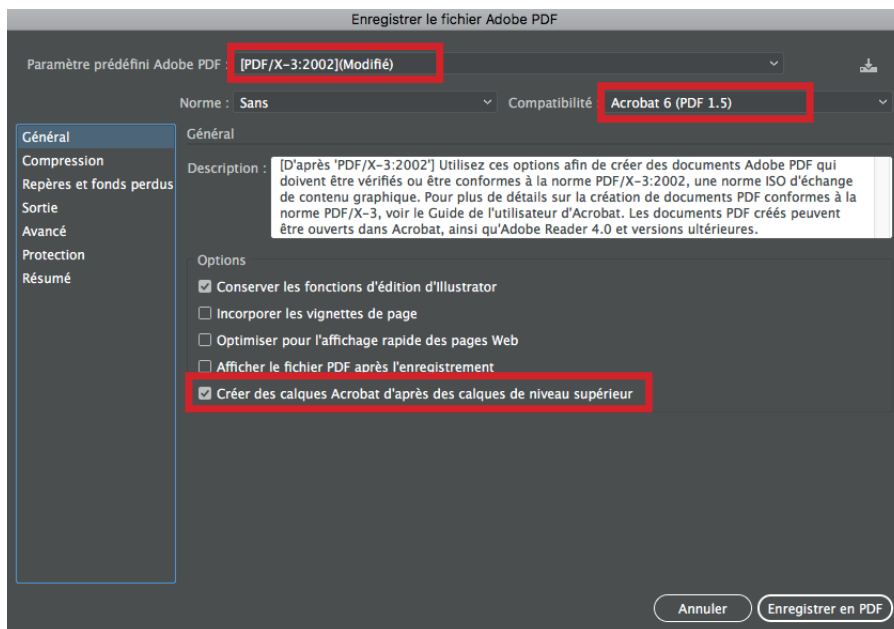 Enregistrer le fichier Adobe PDF
Paramètre prédéfini Adobe PDF : [PDF/X-3:2002](Modifié)
Norme : Sans Compatibilité : Acrobat 6 (PDF 1.5)
Général
Compression
Repères et fonds perdus
Sortie
Avancé
Protection
Résumé
Général
Description : [D'après 'PDF/X-3:2002'] Utilisez ces options afin de créer des documents Adobe PDF qui
doivent être vérifiés ou être conformes à la norme PDF/X-3:2002, une norme ISO d'échange
de contenu graphique. Pour plus de détails sur la création de documents PDF conformes à la
norme PDF/X-3, voir le Guide de l'utilisateur d'Acrobat. Les documents PDF créés peuvent
être ouverts dans Acrobat, ainsi qu'Adobe Reader 4.0 et versions ultérieures.
Options
Conserver les fonctions d'édition d'Illustrator
Incorporer les vignettes de page
Optimiser pour l'affichage rapide des pages Web
Afficher le fichier PDF après l'enregistrement
Créer des calques Acrobat d'après des calques de niveau supérieur
Annuler Enregistrer en PDF